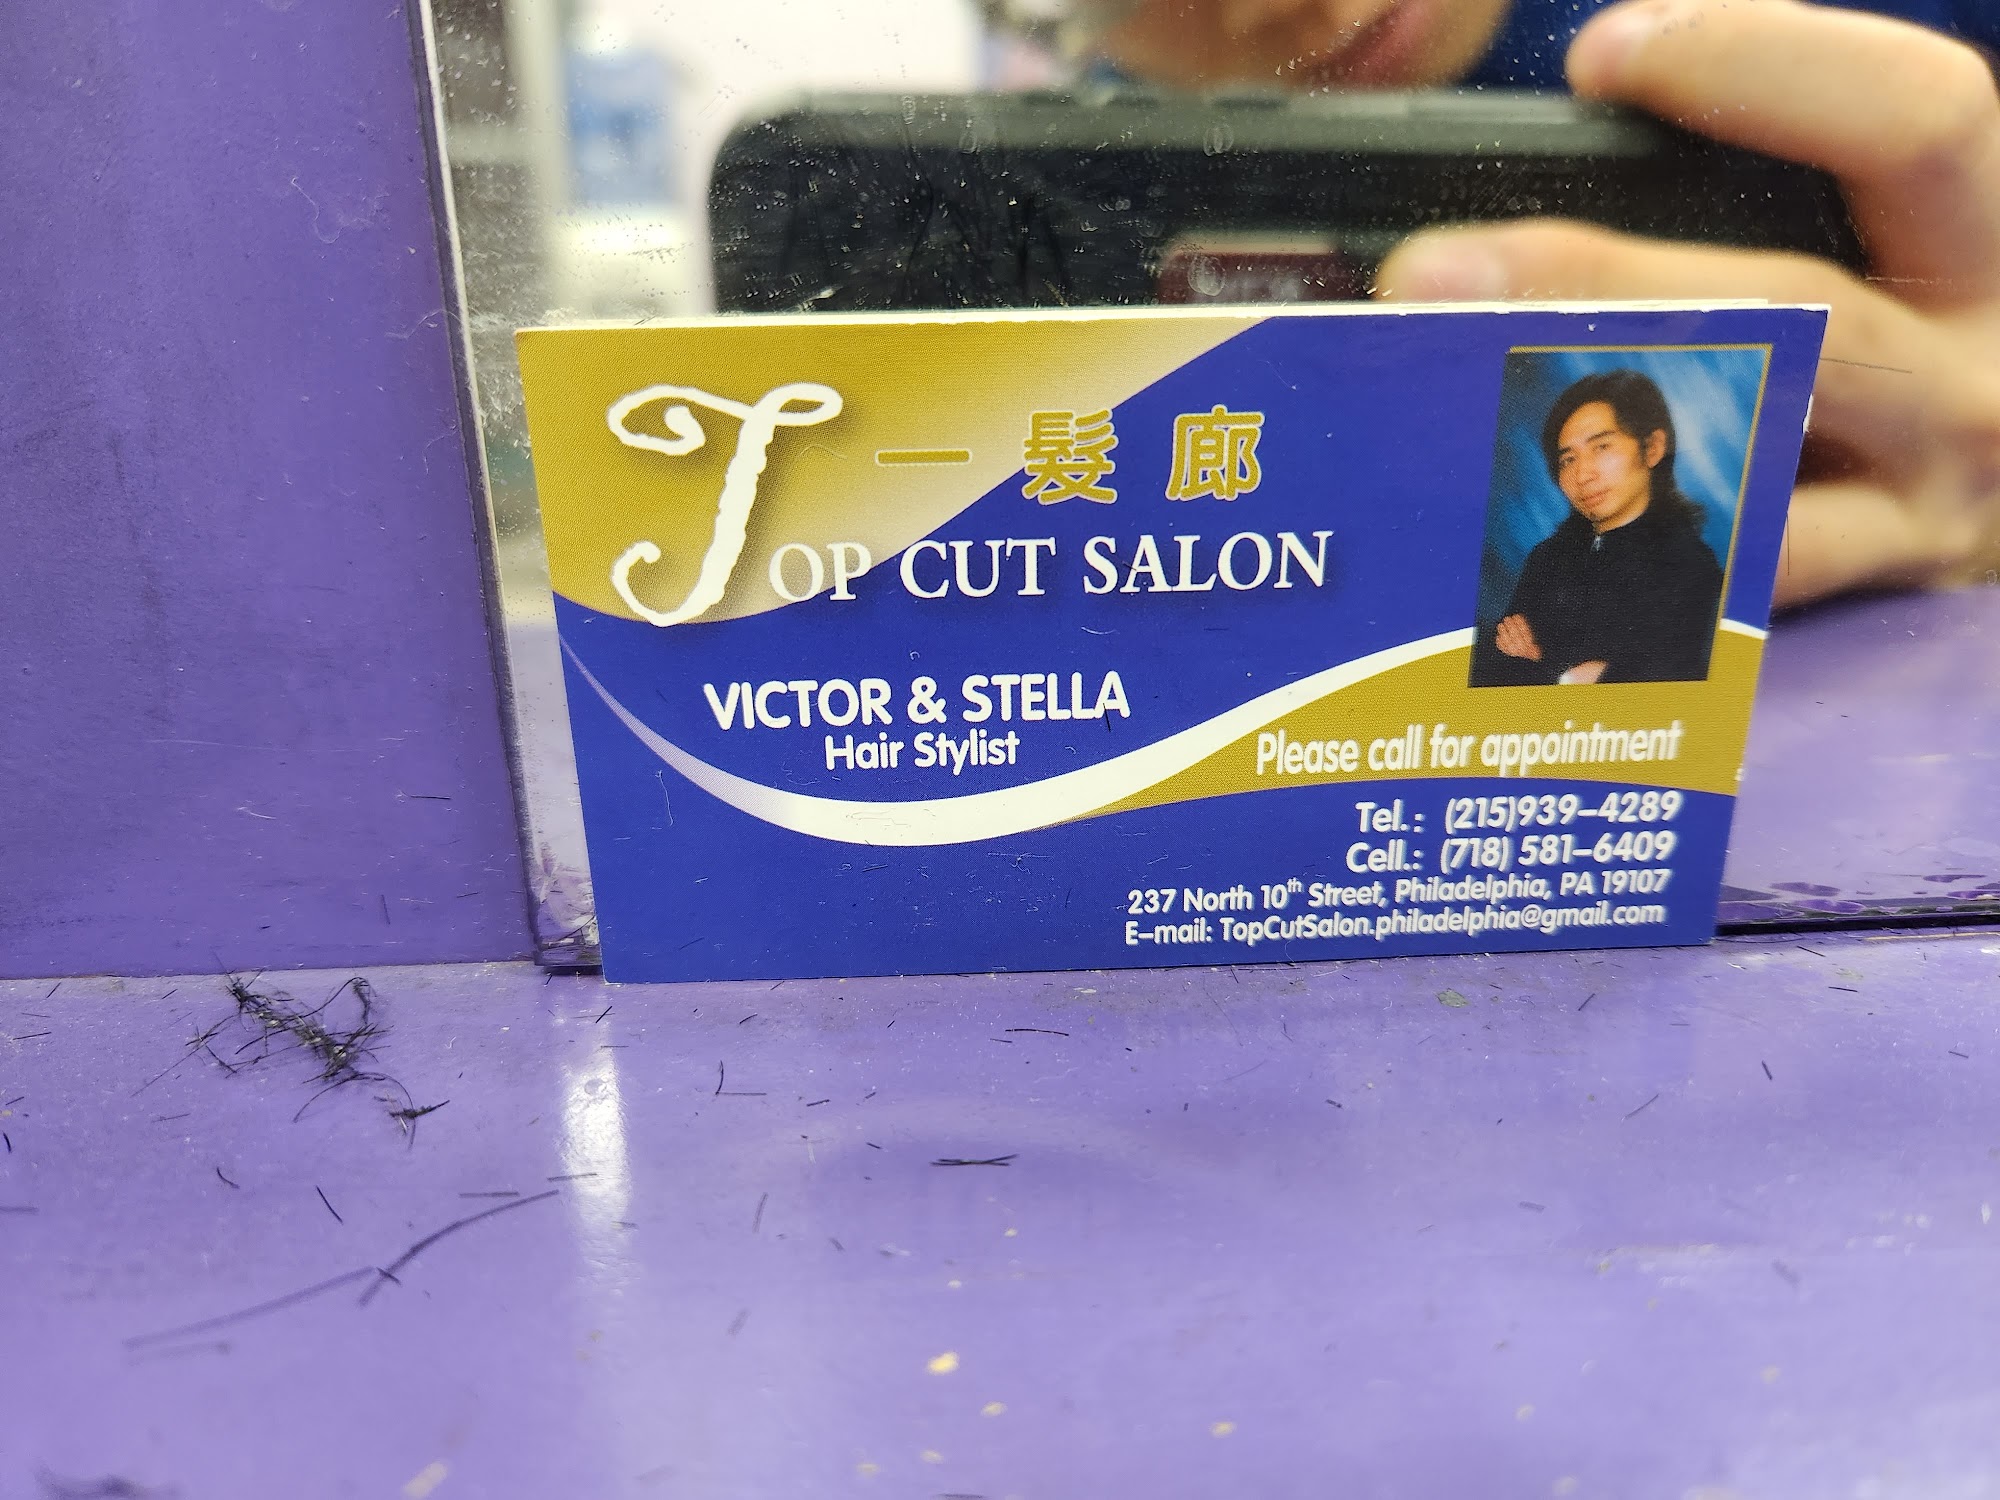 一髮廊
TOP CUT SALON
VICTOR & STELLA
Hair Stylist
Please call for appointment
Tel.: (215)939-4289
Cell.: (718) 581-6409
237 North 10th Street, Philadelphia, PA 19107
E-mail: TopCutSalon.philadelphia@gmail.com